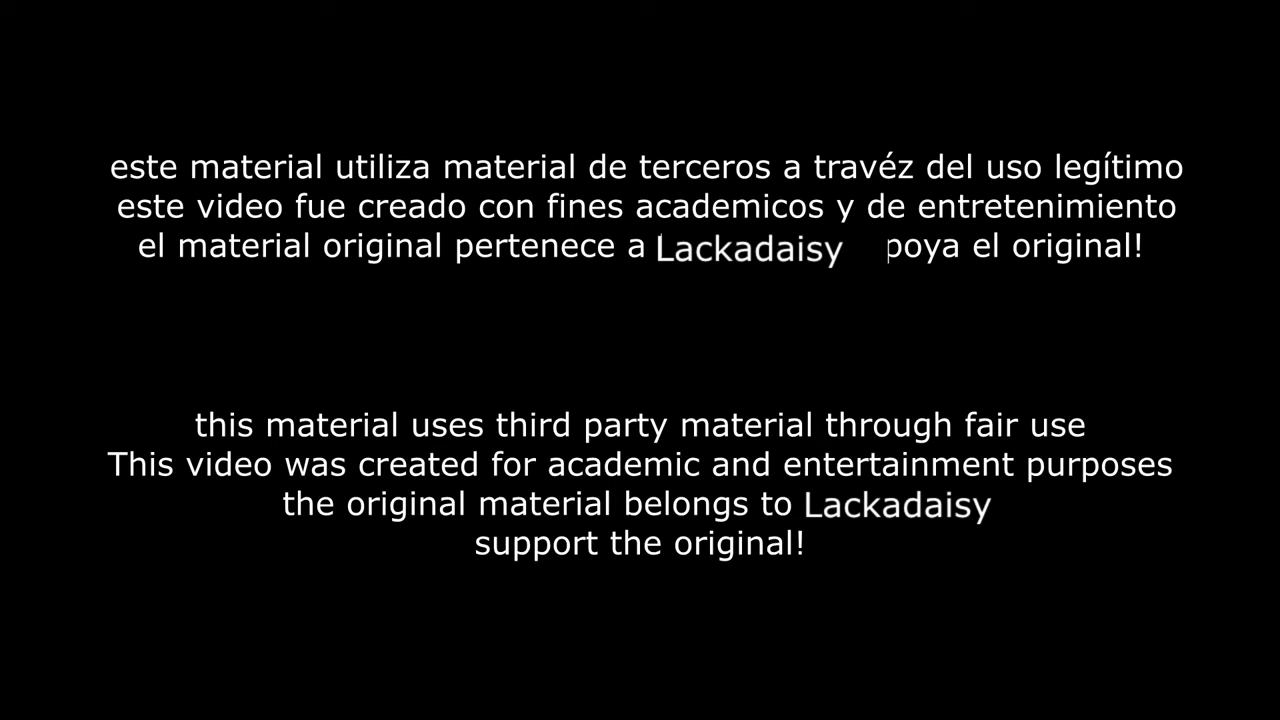 este material utiliza material de terceros a travéz del uso legítimo
este video fue creado con fines academicos y de entretenimiento
el material original pertenece a Lackadaisy poya el original!
this material uses third party material through fair use
This video was created for academic and entertainment purposes
the original material belongs to Lackadaisy
support the original!